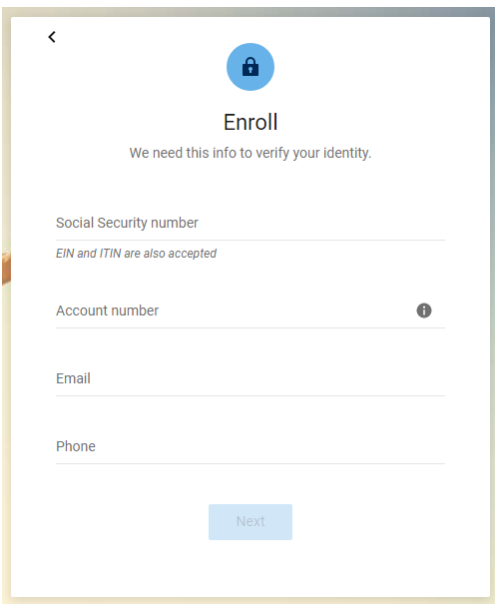 Enroll
We need this info to verify your identity.
Social Security number
EIN and ITIN are also accepted
Account number
Email
Phone
Next